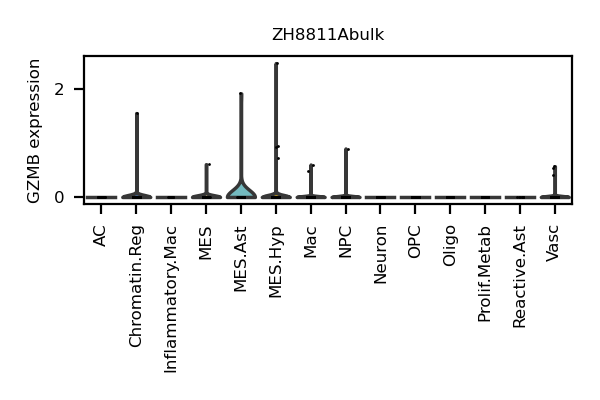 ZH8811Abulk
GZMB expression
2
0
AC
Chromatin.Reg
Inflammatory.Mac
MES
MES.Ast
MES.Hyp
Mac
NPC
Neuron
OPC
Oligo
Prolif.Metab
Reactive.Ast
Vasc